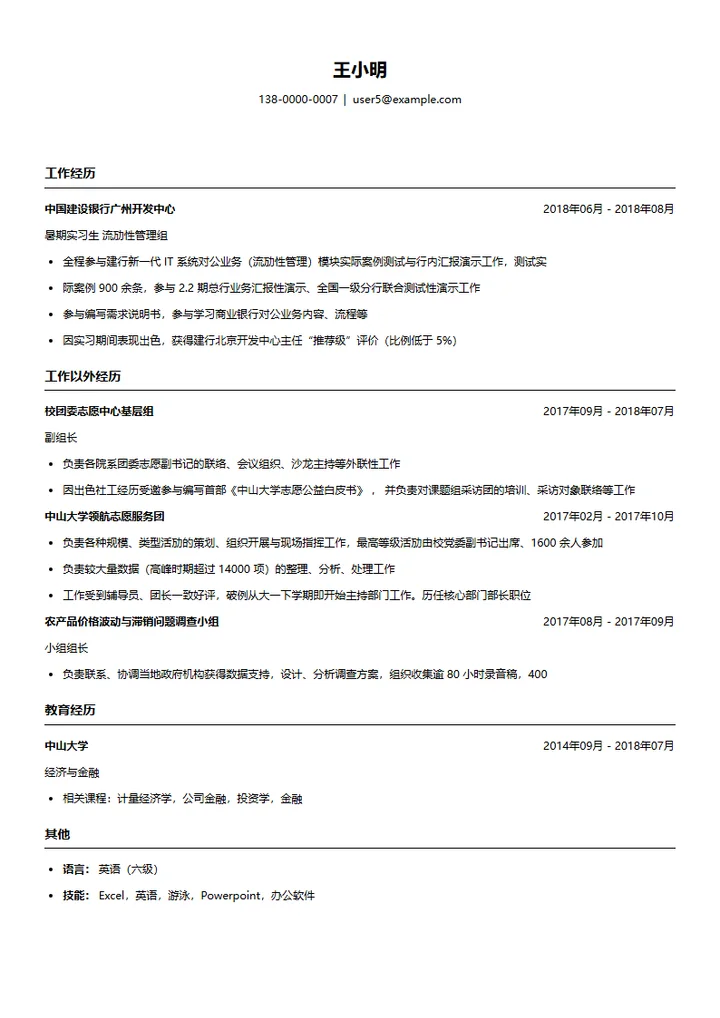 王小明
138-0000-0007 | user5@example.com
工作经历
中国建设银行广州开发中心 2018年06月 - 2018年08月
暑期实习生 流励性管理组
• 全程参与建行新一代 IT 系统对公业务（流励性管理）模块实际案例测试与行内汇报演示工作，测试实
• 际案例 900 余条，参与 2.2 期总行业务汇报性演示、全国一级分行联合测试性演示工作
• 参与编写需求说明书，参与学习商业银行对公业务内容、流程等
• 因实习期间表现出色，获得建行北京开发中心主任“推荐级”评价（比例低于 5%）
工作以外经历
校团委志愿中心基层组 2017年09月 - 2018年07月
副组长
• 负责各院系团委志愿副书记的联络、会议组织、沙龙主持等外联性工作
• 因出色社工经历受邀参与编写首部《中山大学志愿公益白皮书》 ， 并负责对课题组采访团的培训、采访对象联络等工作
中山大学领航志愿服务团 2017年02月 - 2017年10月
• 负责各种规模、类型活励的策划、组织开展与现场指挥工作，最高等级活励由校党委副书记出席、1600 余人参加
• 负责较大量数据（高峰时期超过 14000 项）的整理、分析、处理工作
• 工作受到辅导员、团长一致好评，破例从大一下学期即开始主持部门工作。历任核心部门部长职位
农产品价格波励与滞销问题调查小组 2017年08月 - 2017年09月
小组组长
• 负责联系、协调当地政府机构获得数据支持，设计、分析调查方案，组织收集逾 80 小时录音稿，400
教育经历
中山大学 2014年09月 - 2018年07月
经济与金融
• 相关课程：计量经济学，公司金融，投资学，金融
其他
• 语言： 英语（六级）
• 技能： Excel，英语，游泳，Powerpoint，办公软件